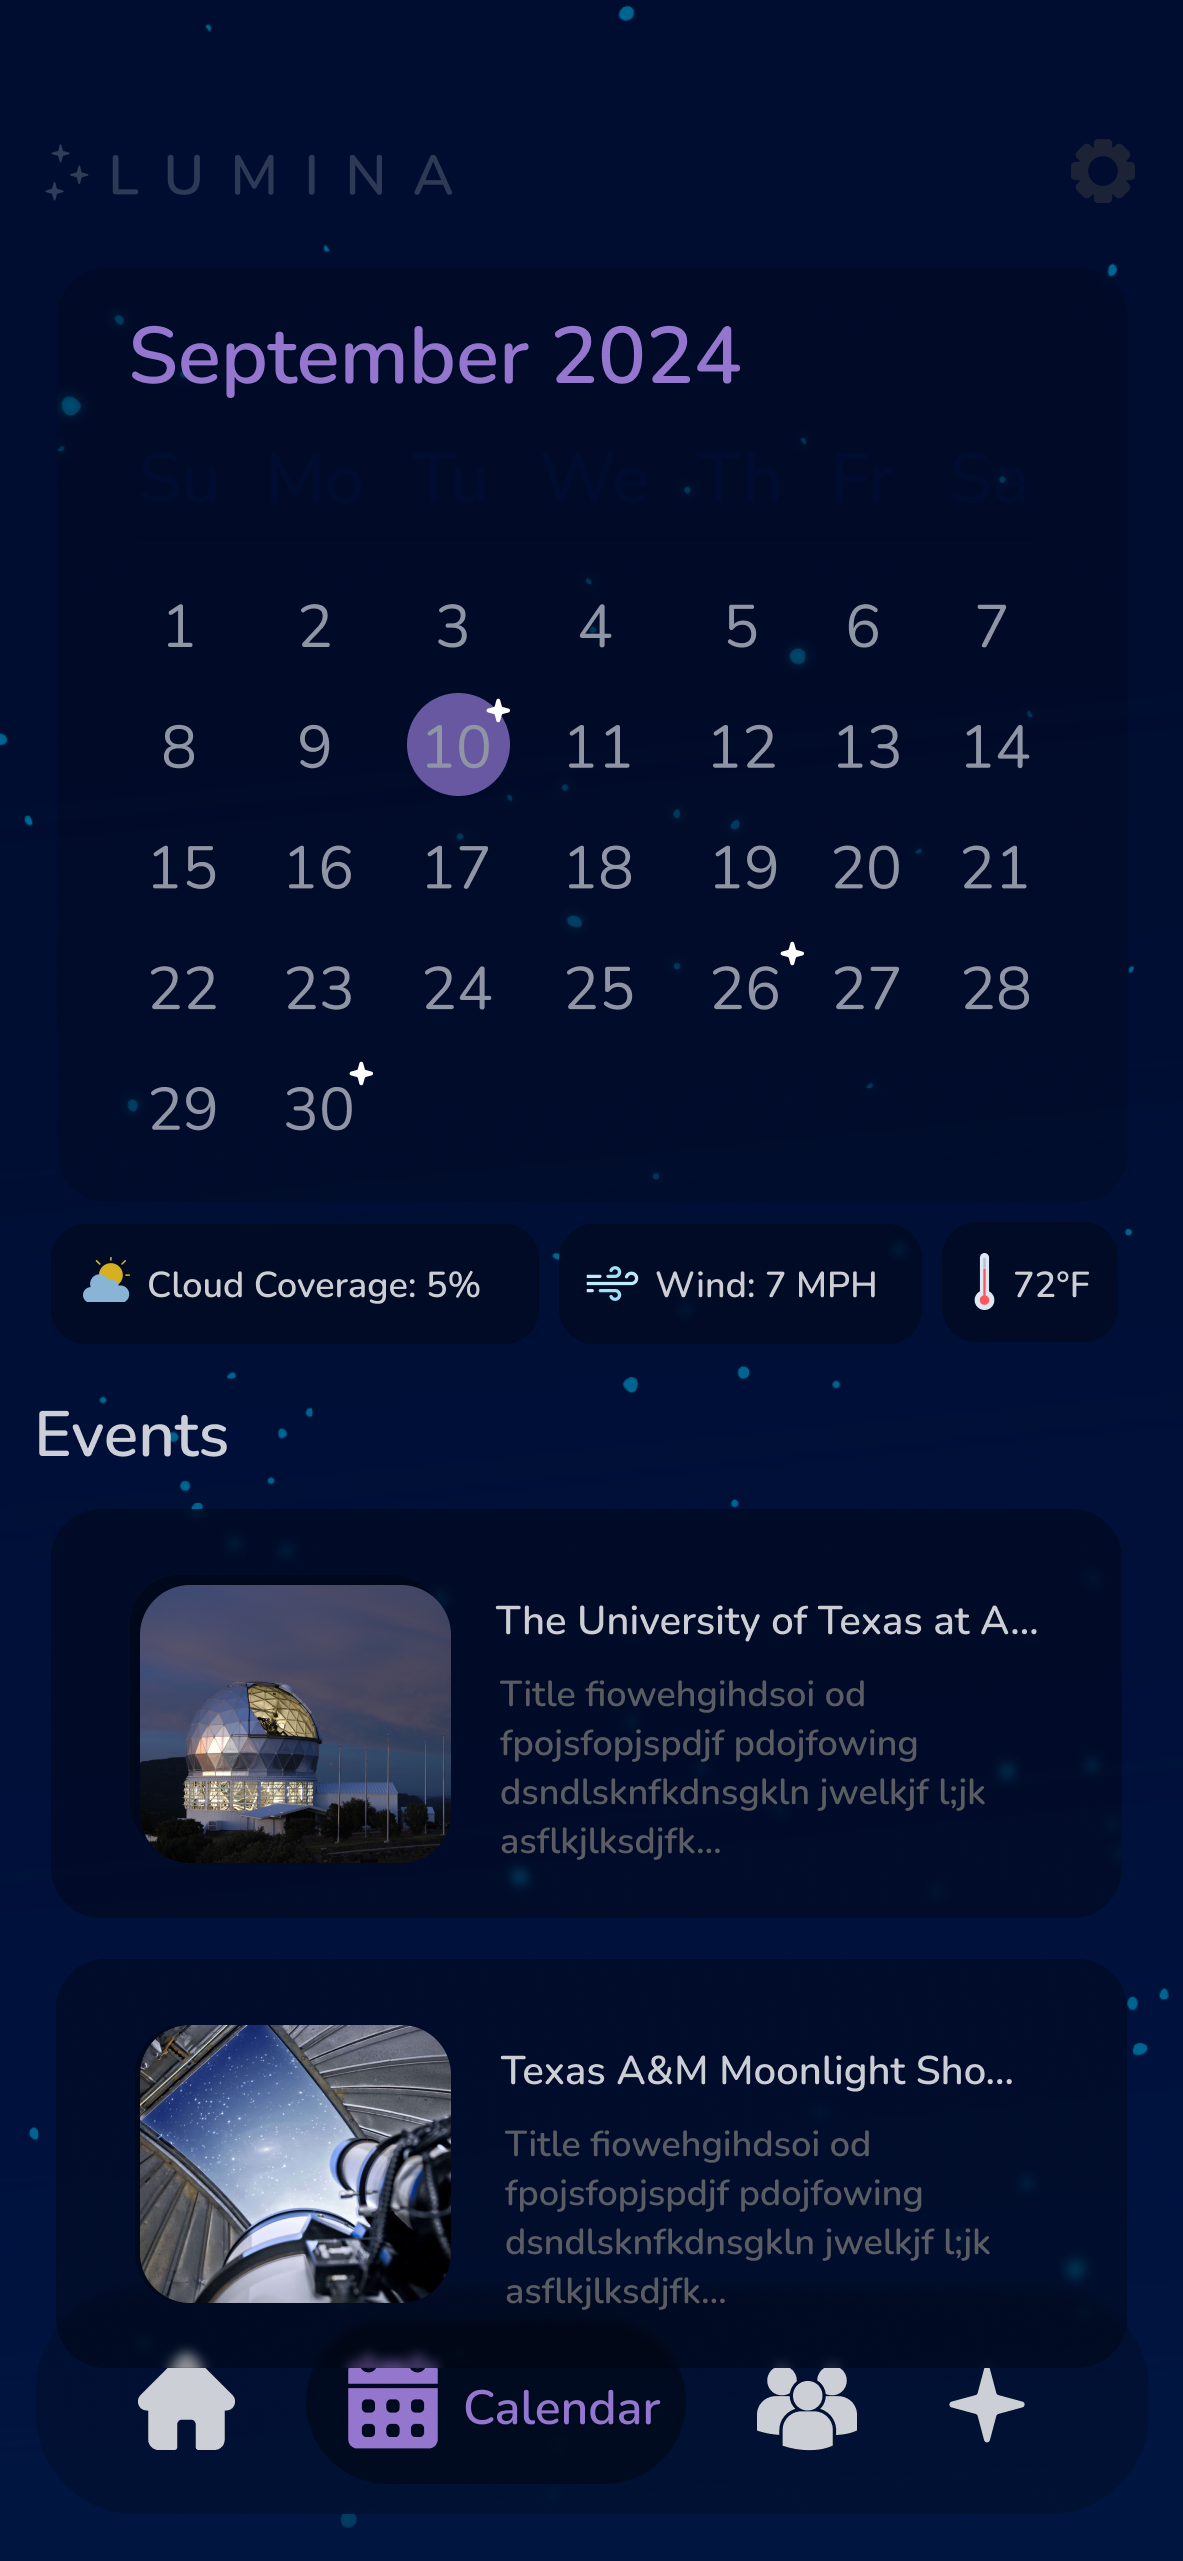 LUMINA
September 2024
Su Mo Tu We Th Fr Sa
1 2 3 4 5 6 7
8 9 10 11 12 13 14
15 16 17 18 19 20 21
22 23 24 25 26 27 28
29 30
Cloud Coverage: 5% Wind: 7 MPH 72°F
Events
The University of Texas at A...
Title fiowehgihdsoi od
fpojsfopjspdjf pdojfowing
dsndlsknfkdnsgkln jwelkjf l;jk
asflkjlksdjfk...
Texas A&M Moonlight Sho...
Title fiowehgihdsoi od
fpojsfopjspdjf pdojfowing
dsndlsknfkdnsgkln jwelkjf l;jk
asflkjlksdjfk...
Calendar